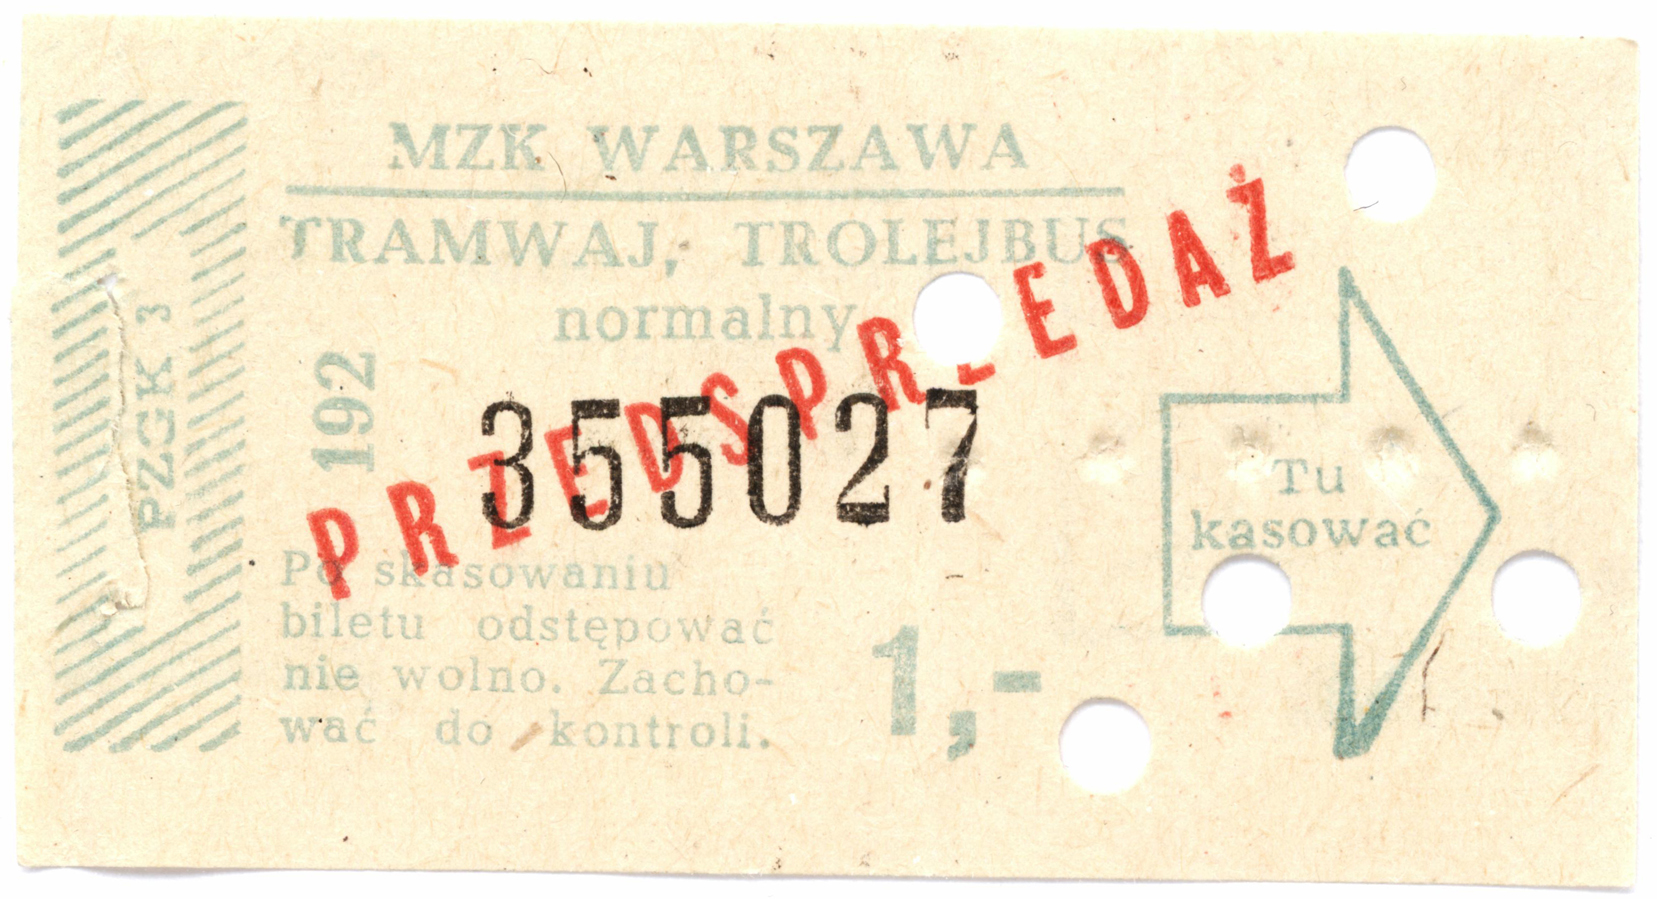 MZK WARSZAWA
TRAMWAJ, TROLEJBUS
normalny
PZGK 3
192
355027
PRZEDSPRZEDAŻ
Po skasowaniu
biletu odstępować
nie wolno. Zacho-
wać do kontroli.
1,-
Tu
kasować